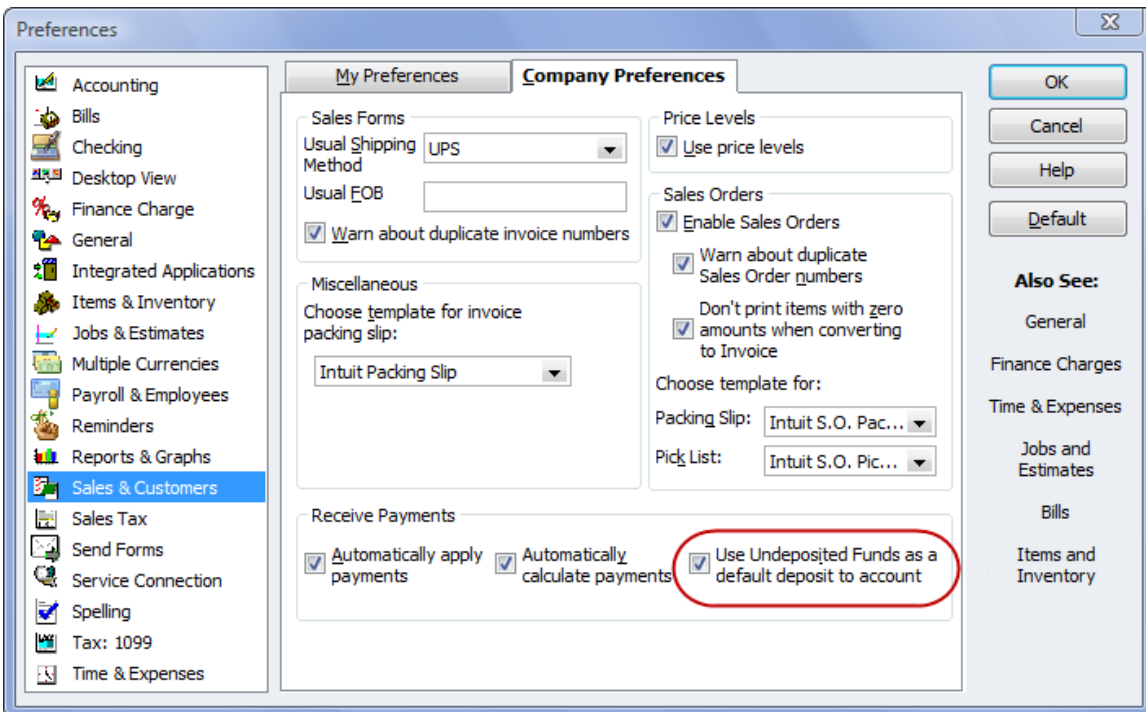 Preferences
Accounting
Bills
Checking
Desktop View
Finance Charge
General
Integrated Applications
Items & Inventory
Jobs & Estimates
Multiple Currencies
Payroll & Employees
Reminders
Reports & Graphs
Sales & Customers
Sales Tax
Send Forms
Service Connection
Spelling
Tax: 1099
Time & Expenses
My Preferences
Company Preferences
Sales Forms
Usual Shipping
Method
UPS
Usual FOB
Warn about duplicate invoice numbers
Miscellaneous
Choose template for invoice
packing slip:
Intuit Packing Slip
Price Levels
Use price levels
Sales Orders
Enable Sales Orders
Warn about duplicate
Sales Order numbers
Don't print items with zero
amounts when converting
to Invoice
Choose template for:
Packing Slip:
Intuit S.O. Pac...
Pick List:
Intuit S.O. Pic...
Receive Payments
Automatically apply
payments
Automatically
calculate payments
Use Undeposited Funds as a
default deposit to account
OK
Cancel
Help
Default
Also See:
General
Finance Charges
Time & Expenses
Jobs and
Estimates
Bills
Items and
Inventory